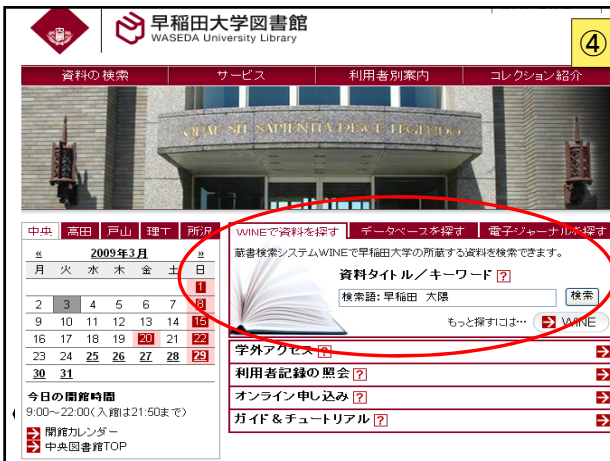 早稲田大学図書館
WASEDA University Library
④
資料の検索 サービス 利用者別案内 コレクション紹介
QUAE SIT SAPIENTIA DISCE LEGENDO
中央 高田 戸山 理工 所沢
« 2009年3月 »
月 火 水 木 金 土 日
1
2 3 4 5 6 7 8
9 10 11 12 13 14 15
16 17 18 19 20 21 22
23 24 25 26 27 28 29
30 31
今日の開館時間
9:00～22:00(入館は21:50まで)
開館カレンダー
中央図書館TOP
WINEで資料を探す データベースを探す 電子ジャーナルを探す
蔵書検索システムWINEで早稲田大学の所蔵する資料を検索できます。
資料タイトル／キーワード ?
検索語: 早稲田 大隈 検索
もっと探すには… WINE
学外アクセス ?
利用者記録の照会 ?
オンライン申し込み ?
ガイド＆チュートリアル ?